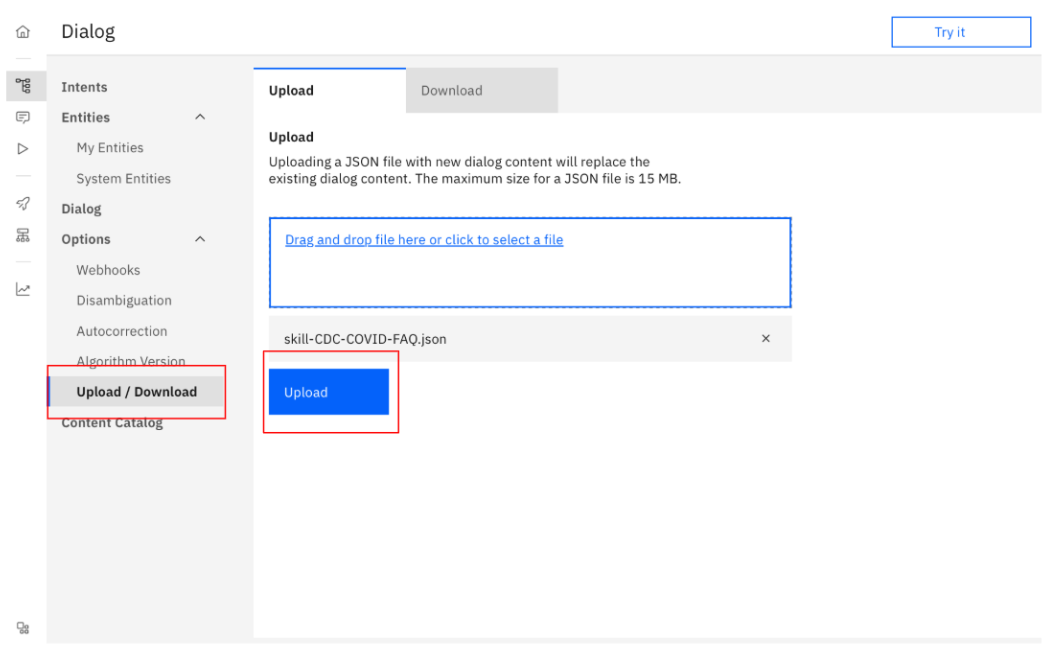 Dialog
Try it
Intents
Entities
My Entities
System Entities
Dialog
Options
Webhooks
Disambiguation
Autocorrection
Algorithm Version
Upload / Download
Content Catalog
Upload
Download
Upload
Uploading a JSON file with new dialog content will replace the
existing dialog content. The maximum size for a JSON file is 15 MB.
Drag and drop file here or click to select a file
skill-CDC-COVID-FAQ.json
Upload